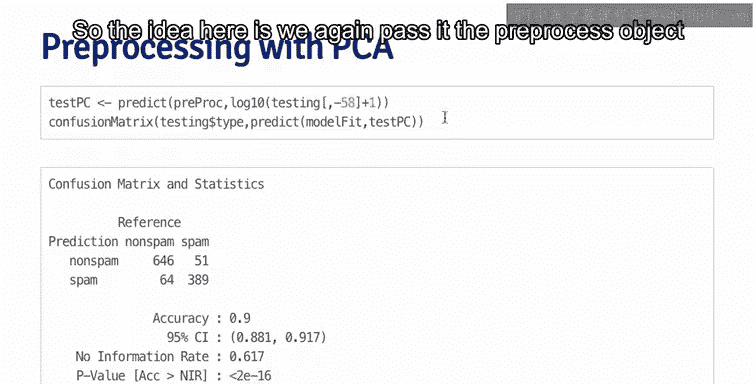 So the idea here is we again pass it the preprocess object
Preprocessing with PCA
testPC <- predict(preProc,log10(testing[,-58]+1))
confusionMatrix(testing$type,predict(modelFit,testPC))
Confusion Matrix and Statistics
Reference
Prediction nonspam spam
nonspam 646 51
spam 64 389
Accuracy : 0.9
95% CI : (0.881, 0.917)
No Information Rate : 0.617
P-Value [Acc > NIR] : <2e-16